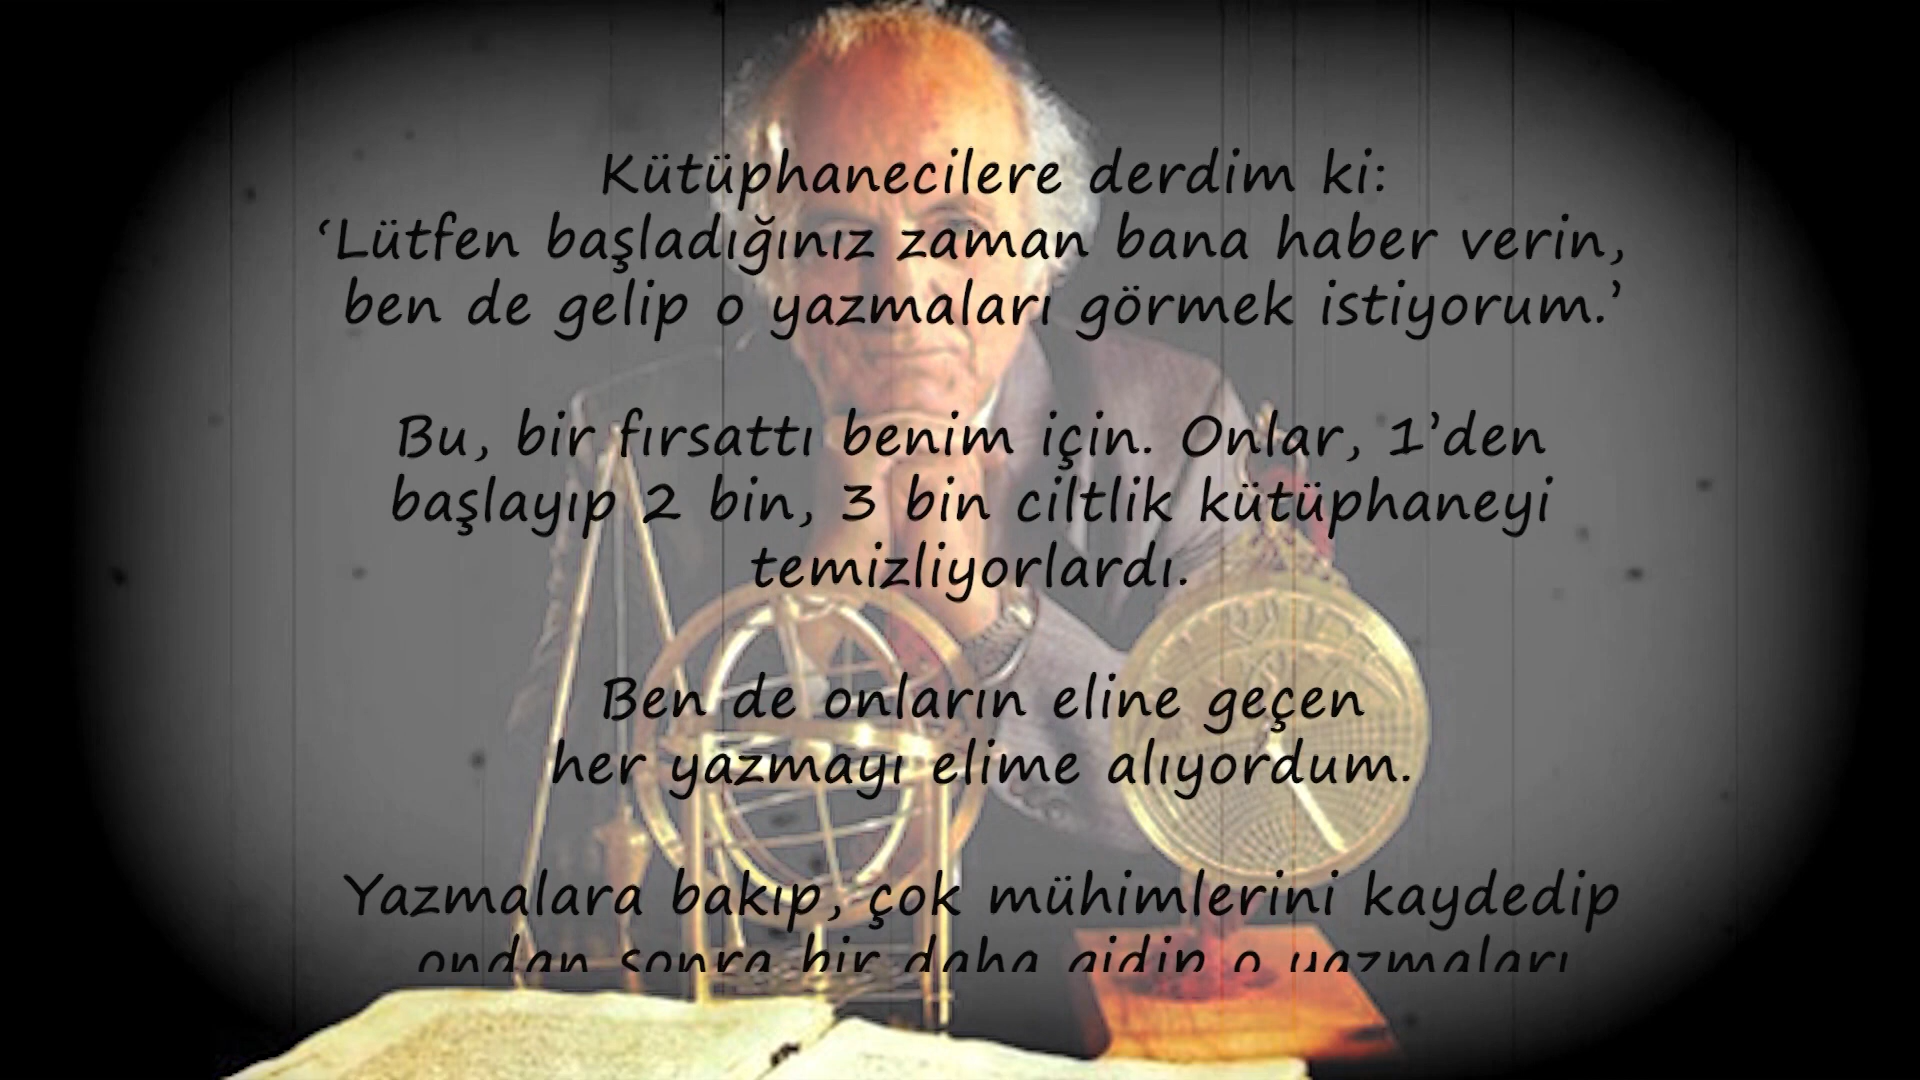 Kütüphanecilere derdim ki:
‘Lütfen başladığınız zaman bana haber verin,
ben de gelip o yazmaları görmek istiyorum.’
Bu, bir fırsattı benim için. Onlar, 1’den
başlayıp 2 bin, 3 bin ciltlik kütüphaneyi
temizliyorlardı.
Ben de onların eline geçen
her yazmayı elime alıyordum.
Yazmalara bakıp, çok mühimlerini kaydedip
ondan sonra bir daha gidip o yazmaları